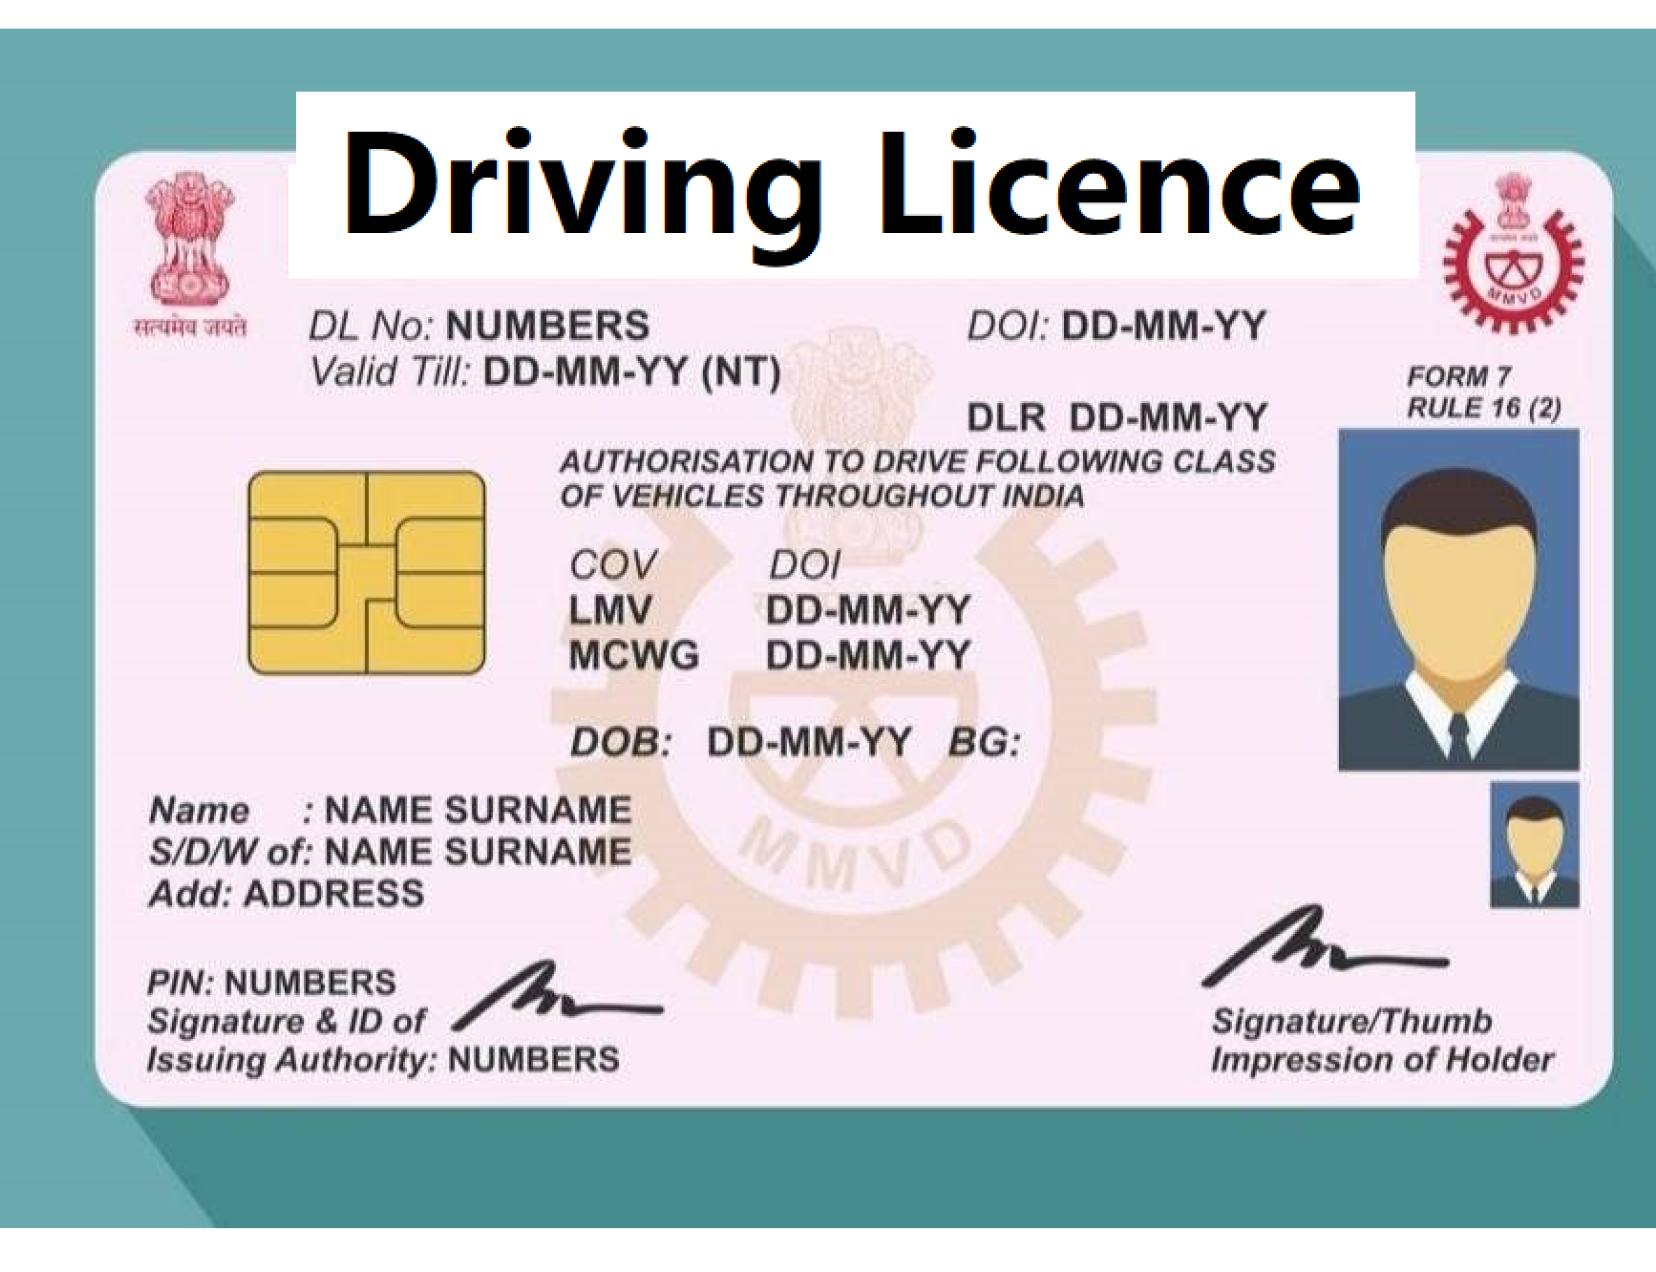 Driving Licence
सत्यमेव जयते
MMVD
DL No: NUMBERS
DOI: DD-MM-YY
Valid Till: DD-MM-YY (NT)
DLR DD-MM-YY
FORM 7
RULE 16 (2)
AUTHORISATION TO DRIVE FOLLOWING CLASS
OF VEHICLES THROUGHOUT INDIA
COV DOI
LMV DD-MM-YY
MCWG DD-MM-YY
DOB: DD-MM-YY BG:
Name : NAME SURNAME
S/D/W of: NAME SURNAME
Add: ADDRESS
MMVD
PIN: NUMBERS
Signature & ID of
Issuing Authority: NUMBERS
Signature/Thumb
Impression of Holder